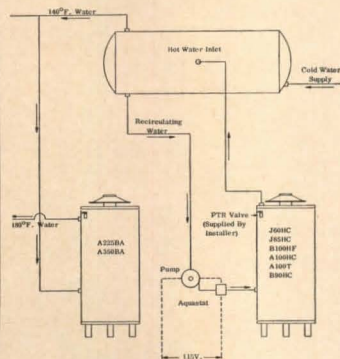 140°F. Water
Hot Water Inlet
Cold Water
Supply
Recirculating
Water
180°F. Water
A225BA
A350BA
PTR Valve
(Supplied By
Installer)
J60HC
J85HC
B100HF
A100HC
A100T
B90HC
Pump
Aquastat
115V.